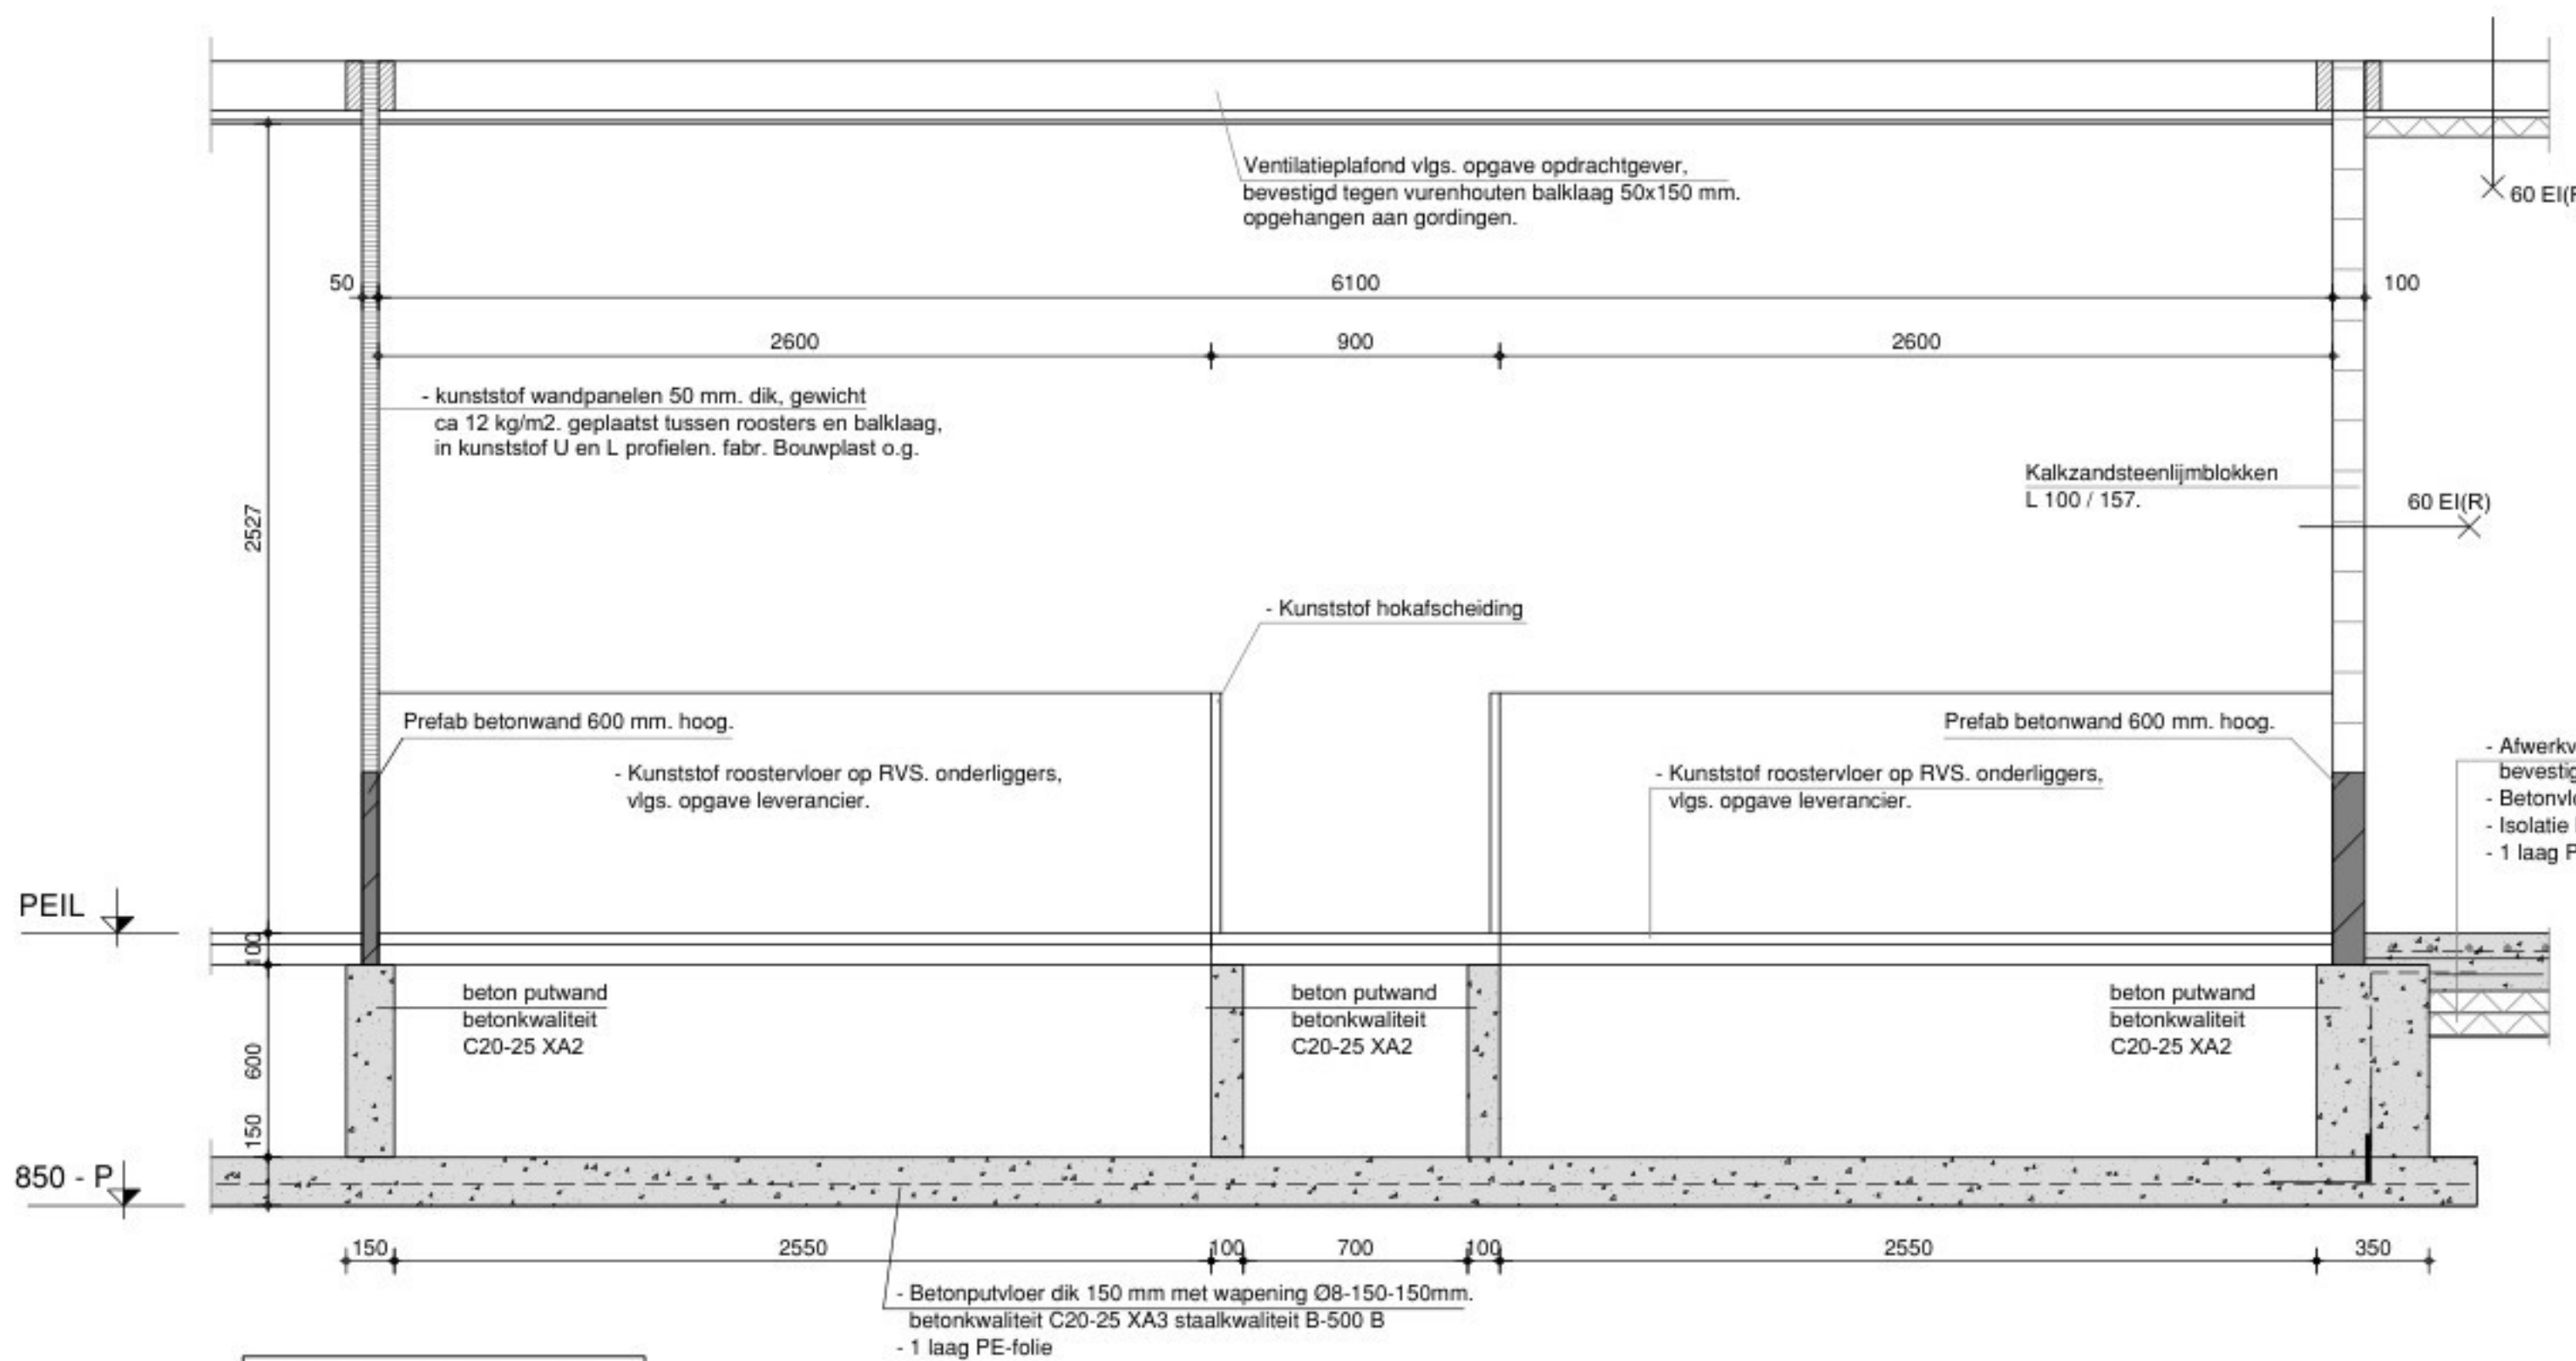 Ventilatieplafond vlgs. opgave opdrachtgever,
bevestigd tegen vurenhouten balklaag 50x150 mm.
opgehangen aan gordingen.
60 EI(
50
6100
100
2600
900
2600
- kunststof wandpanelen 50 mm. dik, gewicht
ca 12 kg/m2. geplaatst tussen roosters en balklaag,
in kunststof U en L profielen. fabr. Bouwplast o.g.
Kalkzandsteenlijmblokken
L 100 / 157.
60 EI(R)
2527
- Kunststof hokafscheiding
Prefab betonwand 600 mm. hoog.
Prefab betonwand 600 mm. hoog.
- Kunststof roostervloer op RVS. onderliggers,
vlgs. opgave leverancier.
- Kunststof roostervloer op RVS. onderliggers,
vlgs. opgave leverancier.
- Afwerkv
bevestig
- Betonvl
- Isolatie
- 1 laag P
PEIL
100
beton putwand
betonkwaliteit
C20-25 XA2
beton putwand
betonkwaliteit
C20-25 XA2
beton putwand
betonkwaliteit
C20-25 XA2
600
150
850 - P
150
2550
100
700
100
2550
350
- Betonputvloer dik 150 mm met wapening Ø8-150-150mm.
betonkwaliteit C20-25 XA3 staalkwaliteit B-500 B
- 1 laag PE-folie